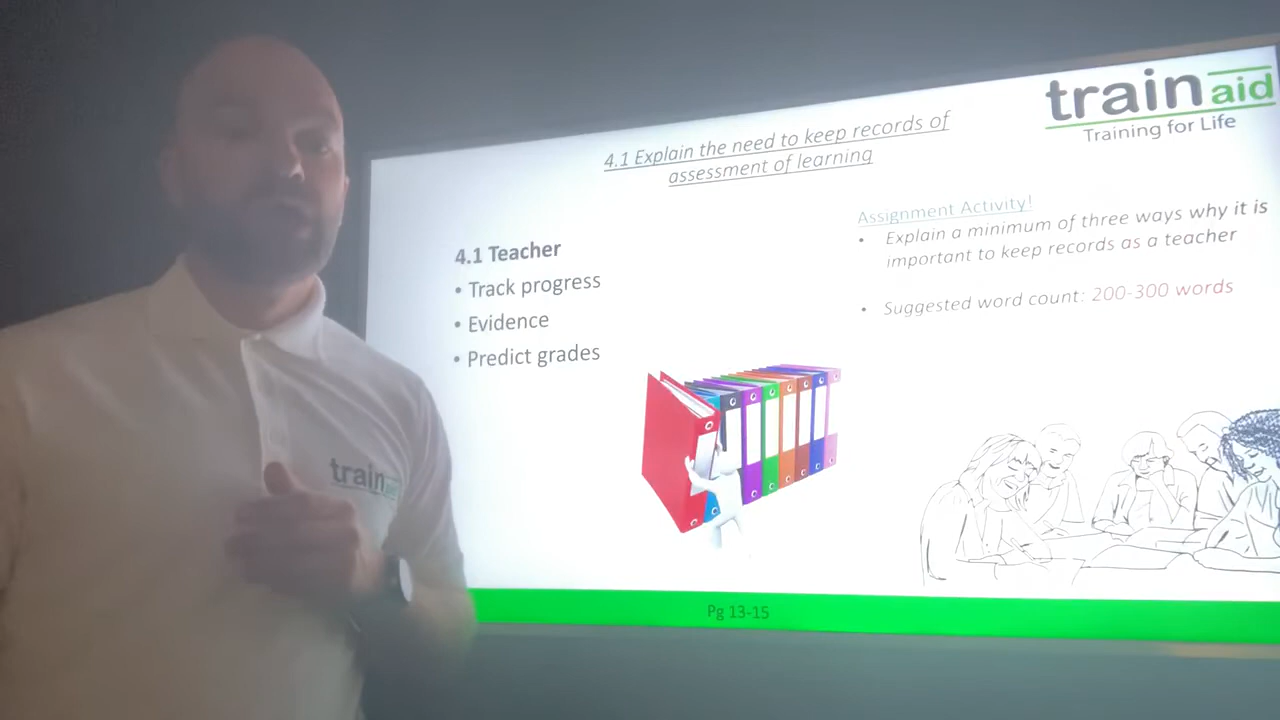 train aid
Training for Life
4.1 Explain the need to keep records of
assessment of learning
Assignment Activity!
• Explain a minimum of three ways why it is
important to keep records as a teacher
• Suggested word count: 200-300 words
4.1 Teacher
• Track progress
• Evidence
• Predict grades
train aid
Pg 13-15